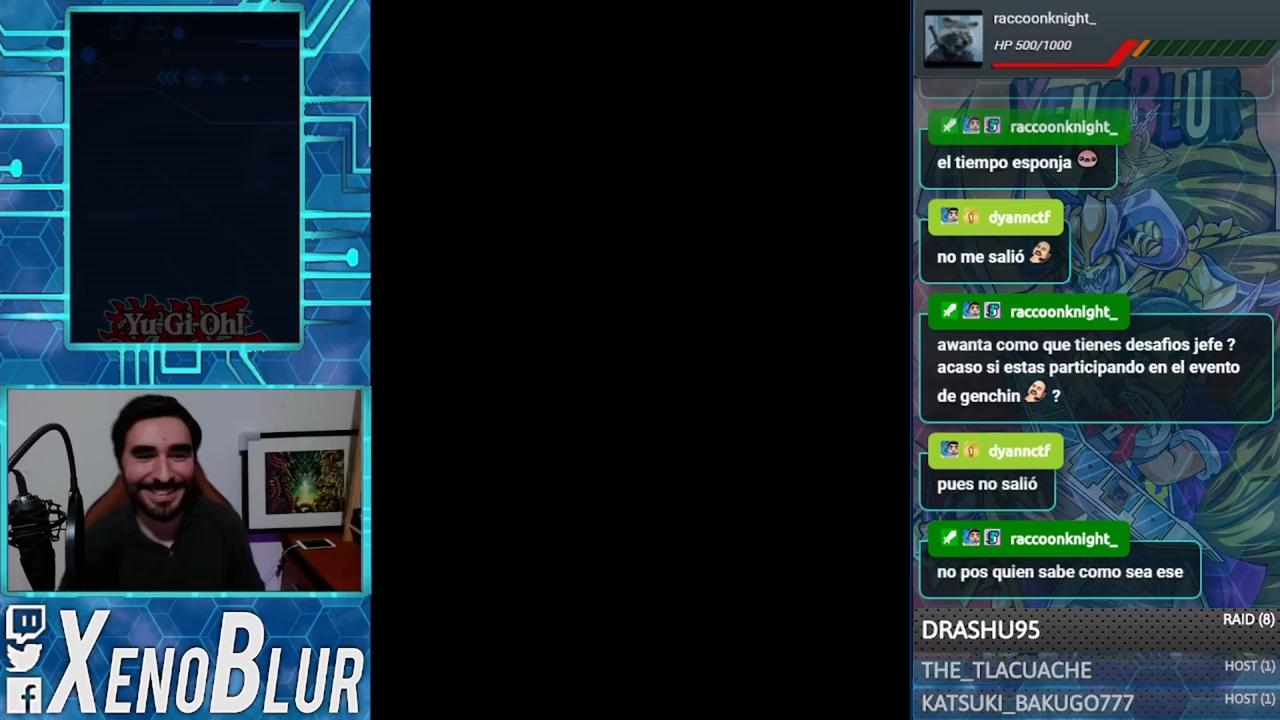 Yu-Gi-Oh!
XENOBLUR
raccoonknight_
HP 500/1000
XENOBLUR
raccoonknight_
el tiempo esponja
dyannctf
no me salió
raccoonknight_
awanta como que tienes desafios jefe ?
acaso si estas participando en el evento
de genchin ?
dyannctf
pues no salió
raccoonknight_
no pos quien sabe como sea ese
DRASHU95 RAID (8)
THE_TLACUACHE HOST (1)
KATSUKI_BAKUGO777 HOST (1)